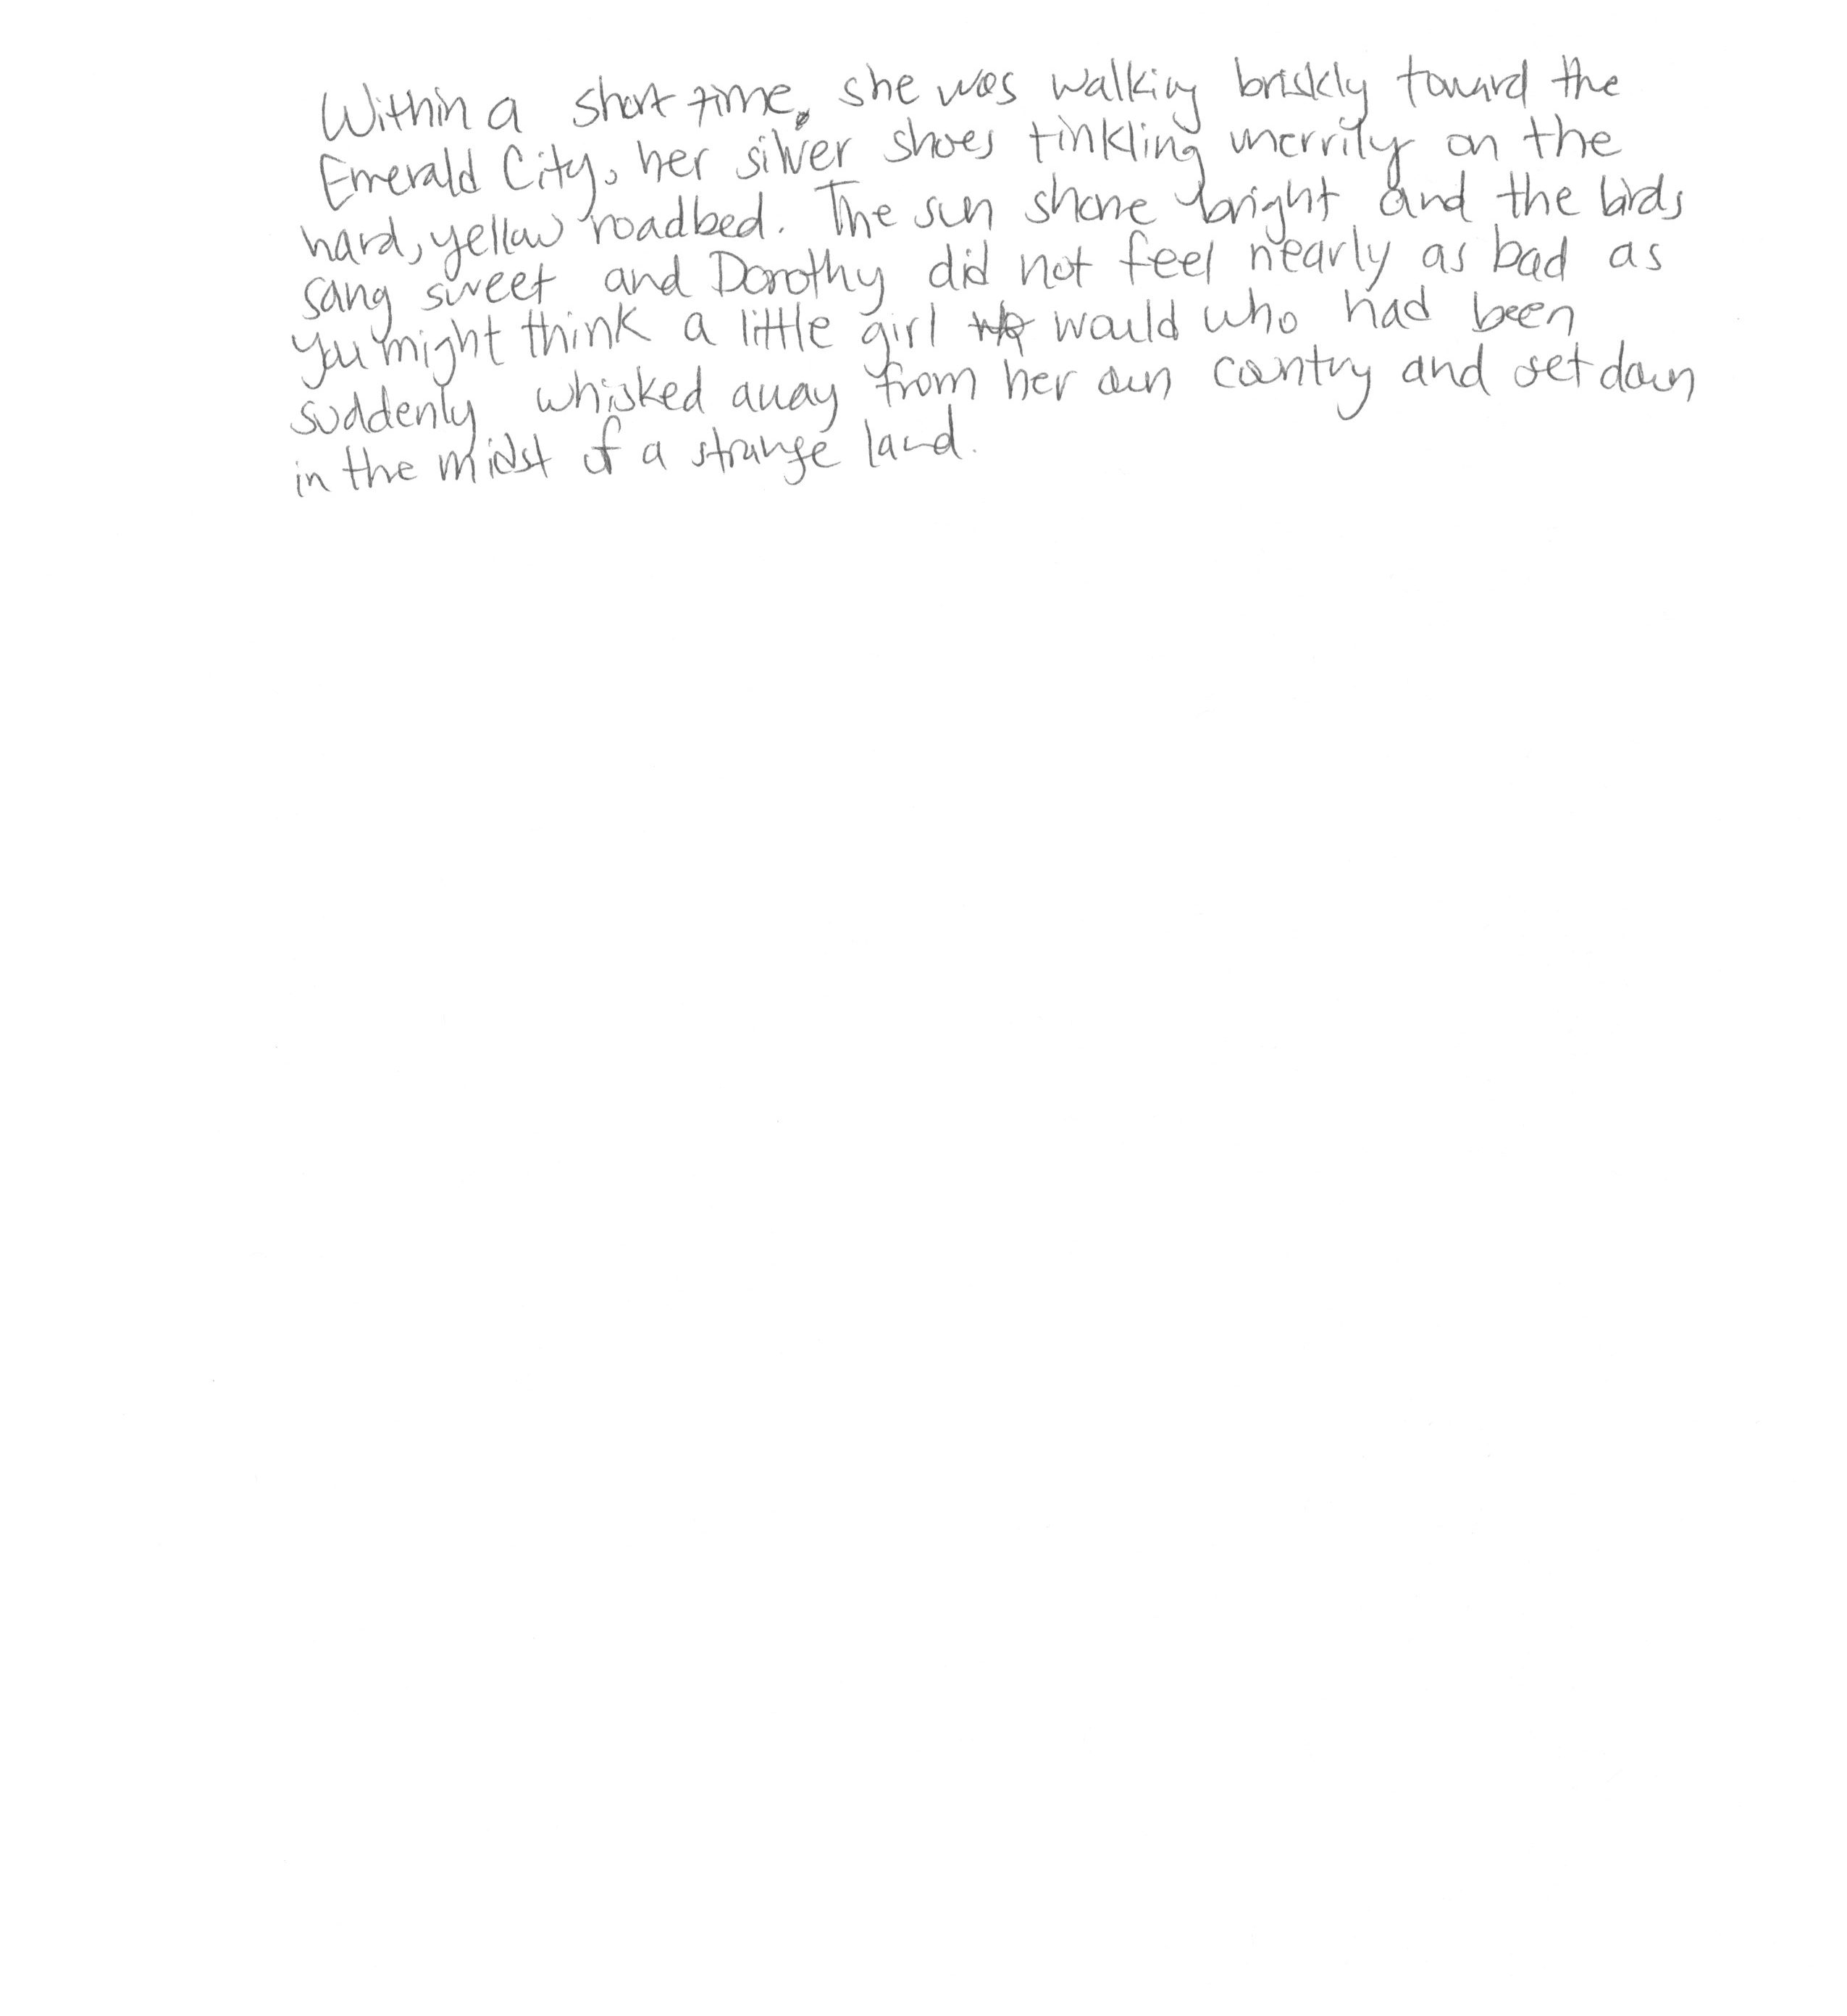 Within a short time, she was walking briskly toward the
Emerald City, her silver shoes tinkling merrily on the
hard, yellow roadbed. The sun shone bright and the birds
sang sweet and Dorothy did not feel nearly as bad as
you might think a little girl would who had been
suddenly whisked away from her own country and set down
in the midst of a strange land.